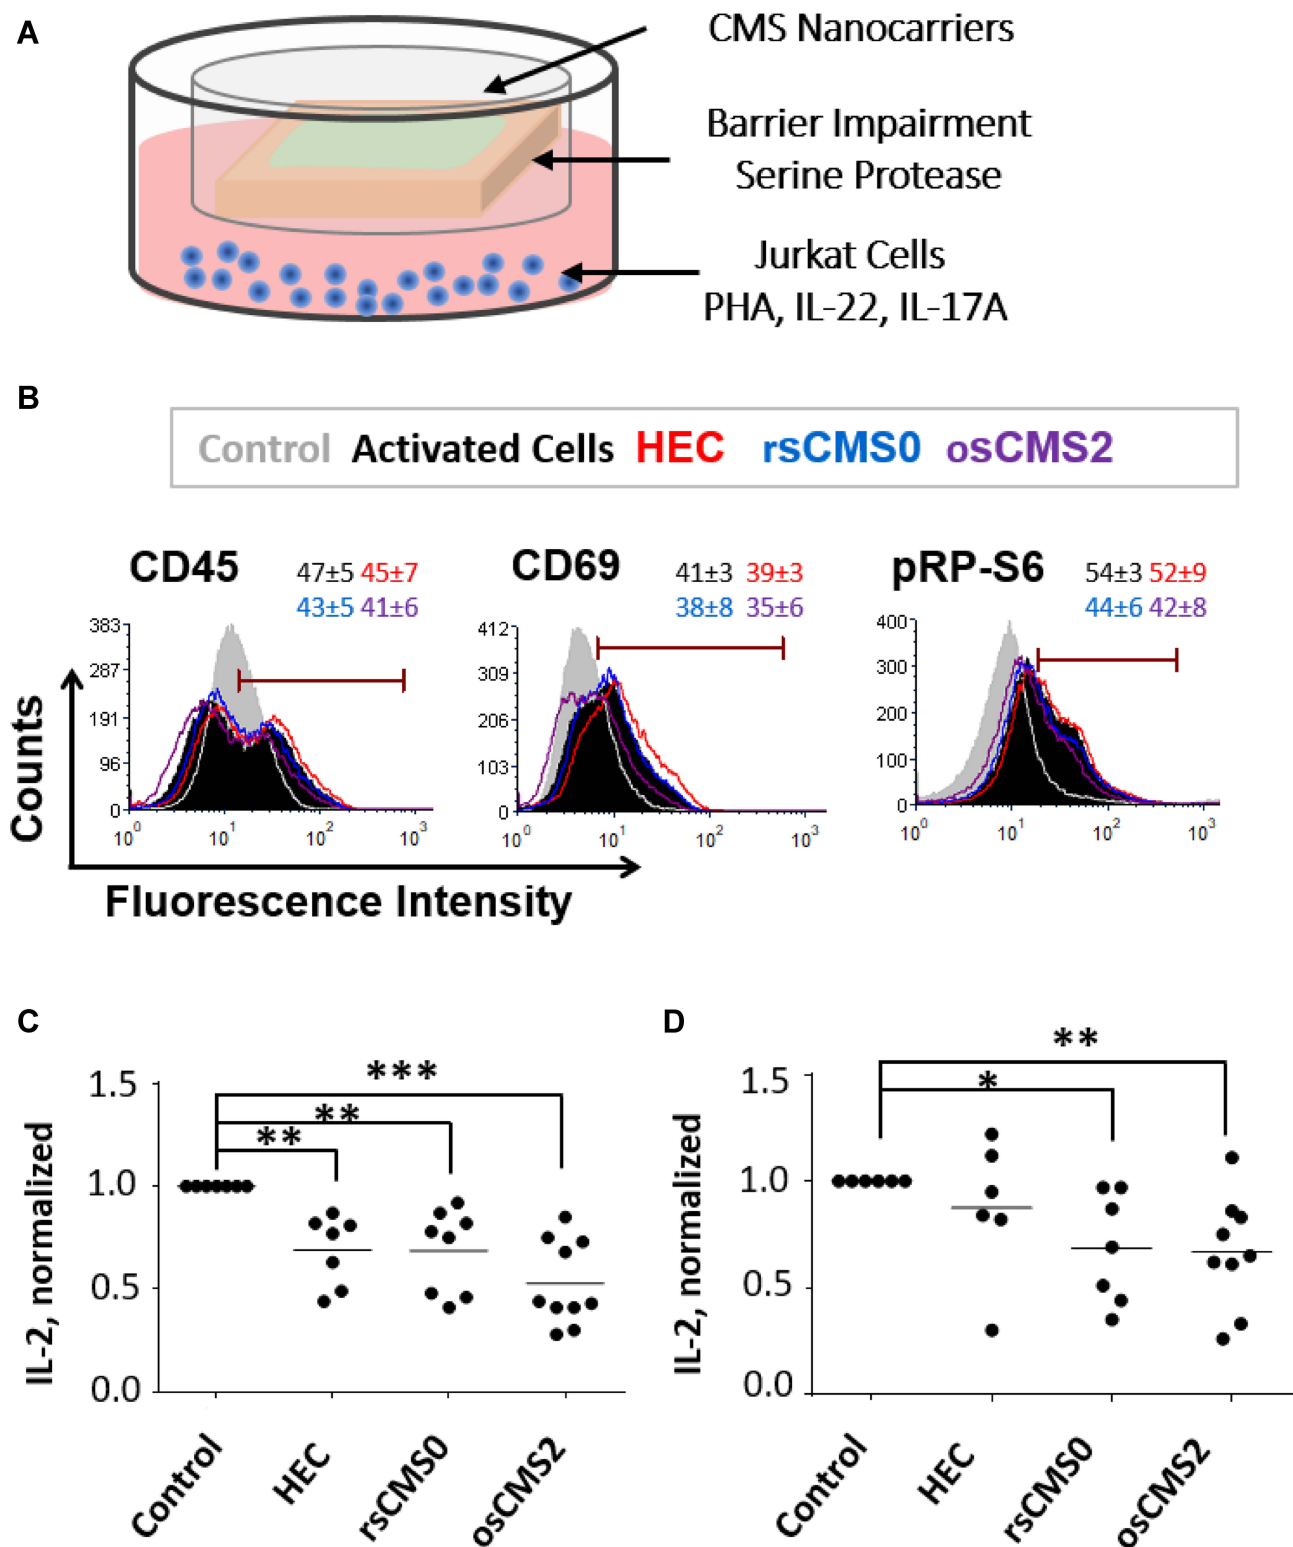 A
CMS Nanocarriers
Barrier Impairment
Serine Protease
Jurkat Cells
PHA, IL-22, IL-17A
B
Control Activated Cells HEC rsCMS0 osCMS2
CD45
47±5 45±7
43±5 41±6
383
287
191
96
0
10^0 10^1 10^2 10^3
CD69
41±3 39±3
38±8 35±6
412
309
206
103
0
10^0 10^1 10^2 10^3
pRP-S6
54±3 52±9
44±6 42±8
400
300
200
100
0
10^0 10^1 10^2 10^3
Counts
Fluorescence Intensity
C
***
**
**
1.5
1.0
0.5
0.0
IL-2, normalized
Control
HEC
rsCMS0
osCMS2
D
**
*
1.5
1.0
0.5
0.0
IL-2, normalized
Control
HEC
rsCMS0
osCMS2